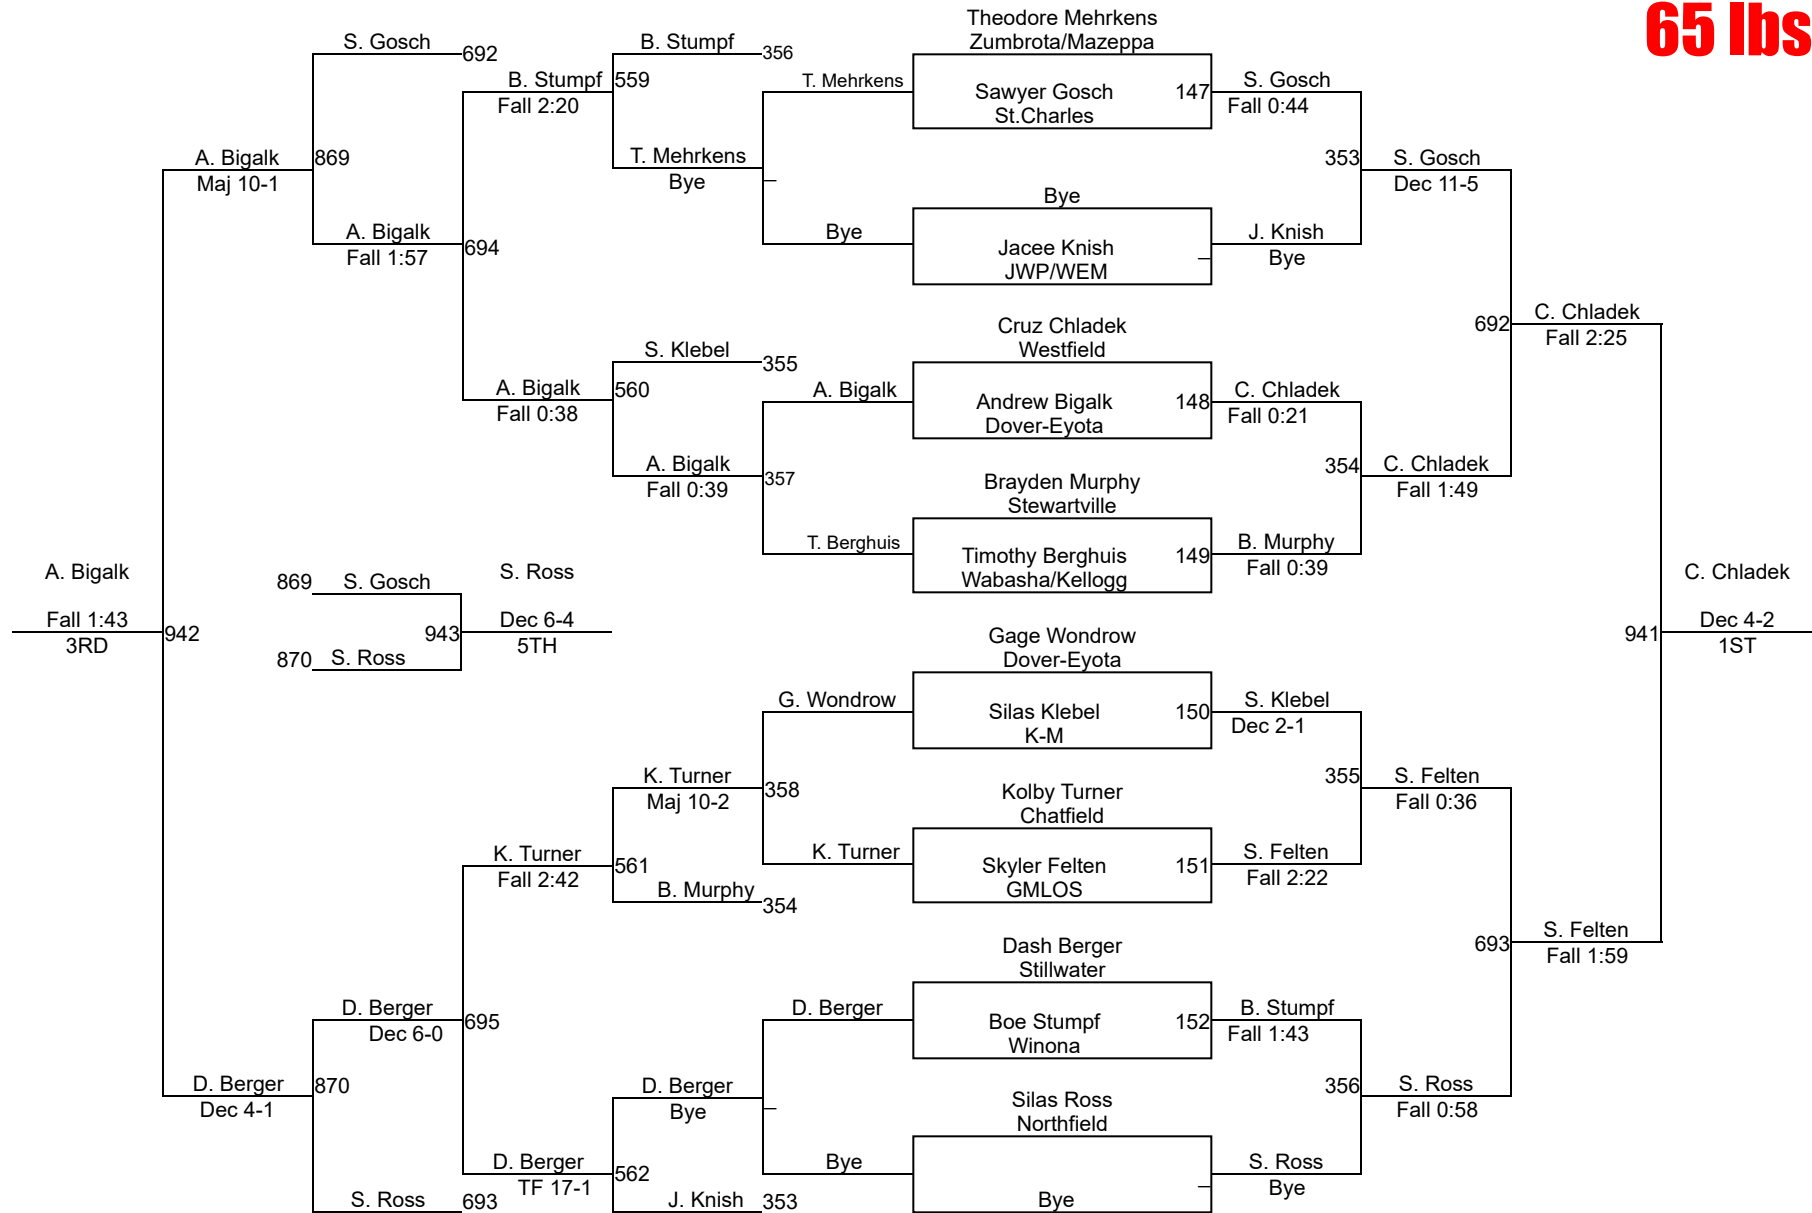 65 lbs
Theodore Mehrkens
Zumbrota/Mazeppa
S. Gosch
692
B. Stumpf
356
B. Stumpf
559
T. Mehrkens
Sawyer Gosch
147
S. Gosch
Fall 2:20
St.Charles
Fall 0:44
A. Bigalk
869
T. Mehrkens
353
S. Gosch
Maj 10-1
Bye
Dec 11-5
Bye
A. Bigalk
694
Bye
Jacee Knish
J. Knish
Fall 1:57
JWP/WEM
Bye
Cruz Chladek
692
C. Chladek
Westfield
Fall 2:25
S. Klebel
355
A. Bigalk
560
A. Bigalk
Andrew Bigalk
148
C. Chladek
Fall 0:38
Dover-Eyota
Fall 0:21
A. Bigalk
357
354
C. Chladek
Fall 0:39
Brayden Murphy
Fall 1:49
Stewartville
T. Berghuis
Timothy Berghuis
149
B. Murphy
Wabasha/Kellogg
Fall 0:39
A. Bigalk
869
S. Gosch
S. Ross
C. Chladek
Fall 1:43
942
943
Dec 6-4
941
Dec 4-2
3RD
870
S. Ross
5TH
1ST
Gage Wondrow
Dover-Eyota
G. Wondrow
Silas Klebel
150
S. Klebel
K-M
Dec 2-1
K. Turner
358
355
S. Felten
Maj 10-2
Kolby Turner
Fall 0:36
Chatfield
K. Turner
561
K. Turner
Skyler Felten
151
S. Felten
Fall 2:42
GMLOS
Fall 2:22
B. Murphy
354
Dash Berger
693
S. Felten
Stillwater
Fall 1:59
D. Berger
695
D. Berger
Boe Stumpf
152
B. Stumpf
Dec 6-0
Winona
Fall 1:43
D. Berger
870
D. Berger
356
S. Ross
Dec 4-1
Bye
Silas Ross
Fall 0:58
Northfield
D. Berger
562
Bye
S. Ross
TF 17-1
Bye
S. Ross
693
J. Knish
353
Bye